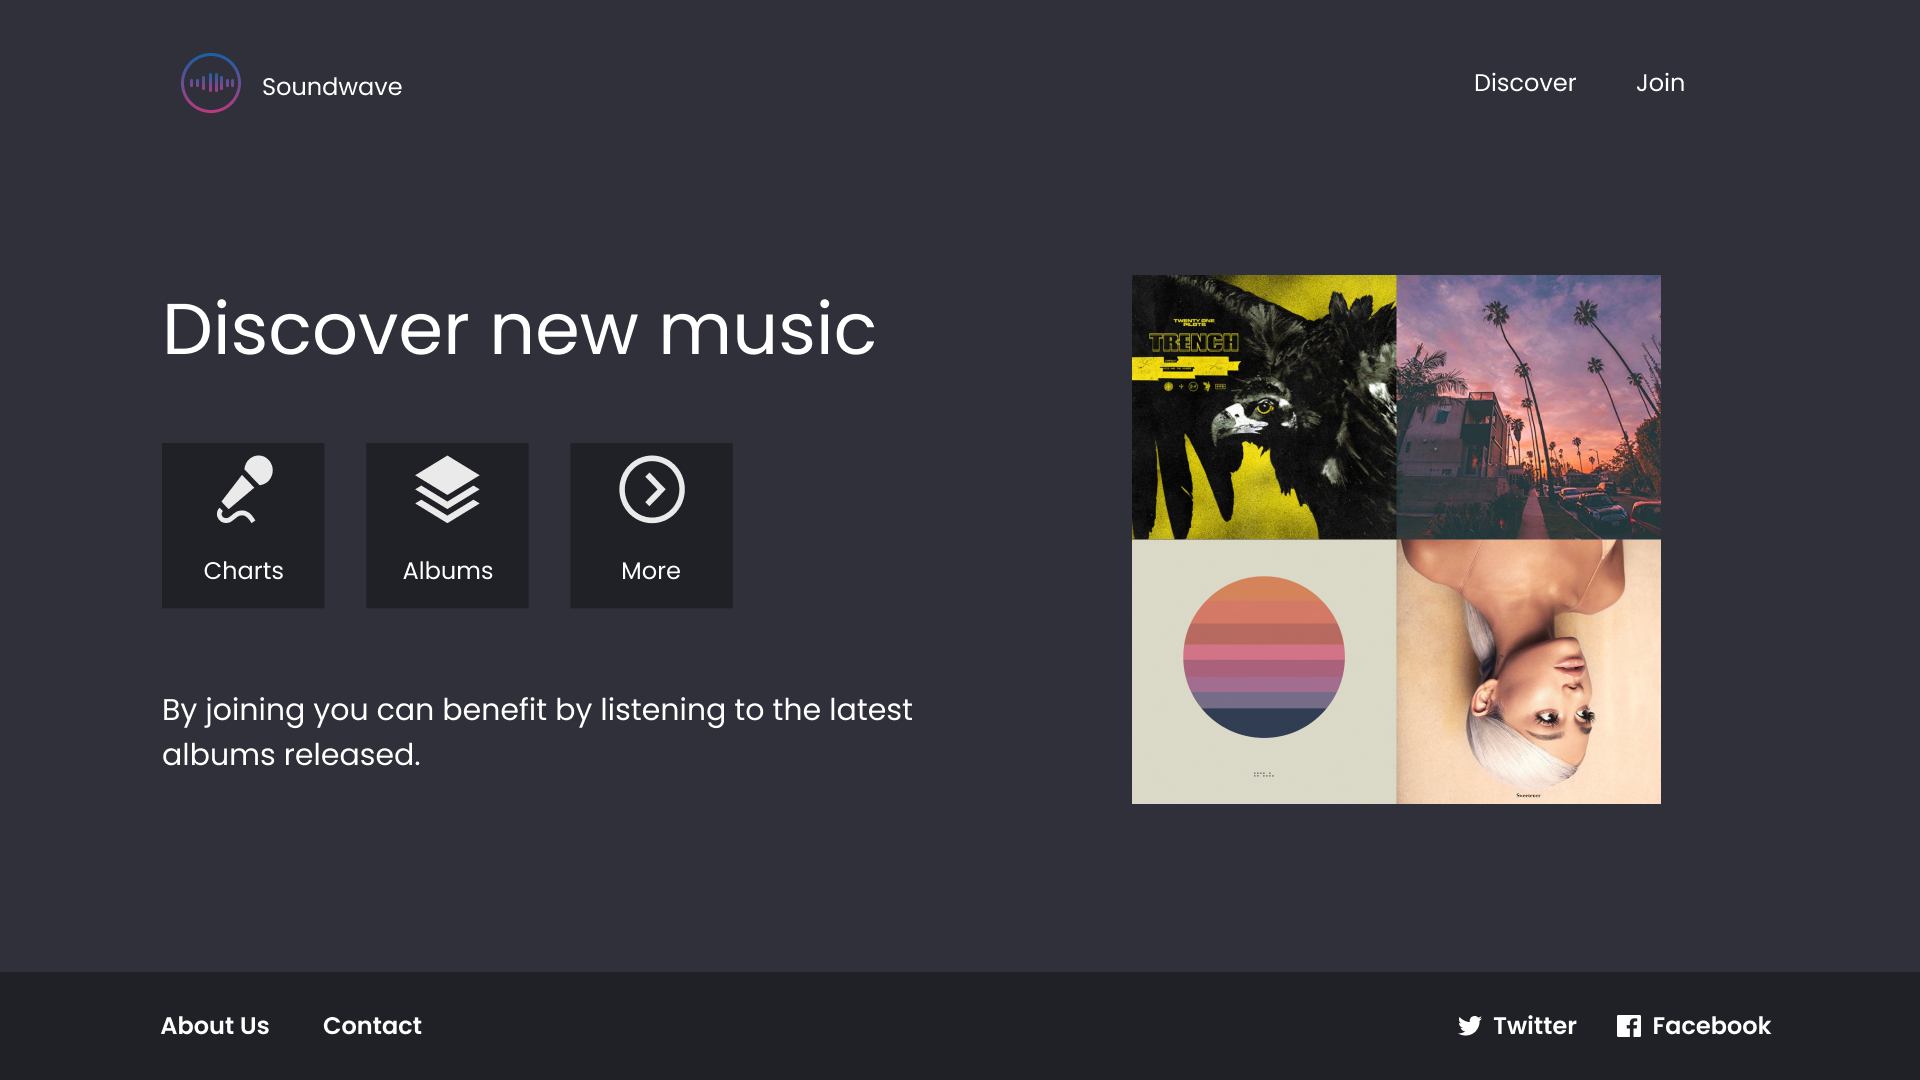 Soundwave
Discover
Join
Discover new music
TWENTY ONE
PILOTS
TRENCH
Charts
Albums
More
By joining you can benefit by listening to the latest
albums released.
Sweetener
About Us
Contact
Twitter
Facebook